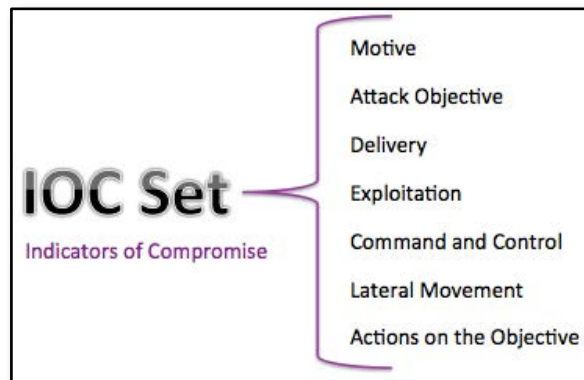 IOC Set
Indicators of Compromise
Motive
Attack Objective
Delivery
Exploitation
Command and Control
Lateral Movement
Actions on the Objective